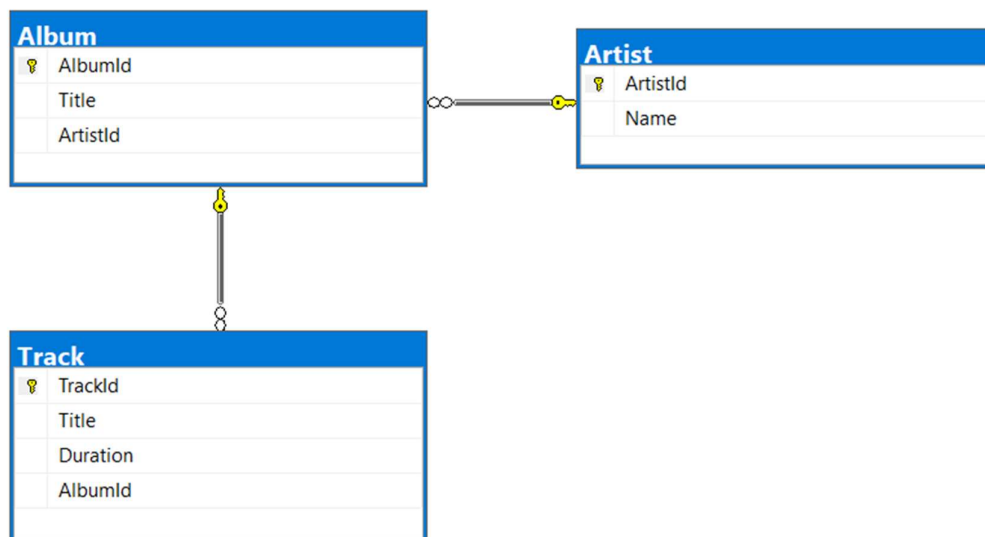 Album
AlbumId
Title
ArtistId
Artist
ArtistId
Name
Track
TrackId
Title
Duration
AlbumId